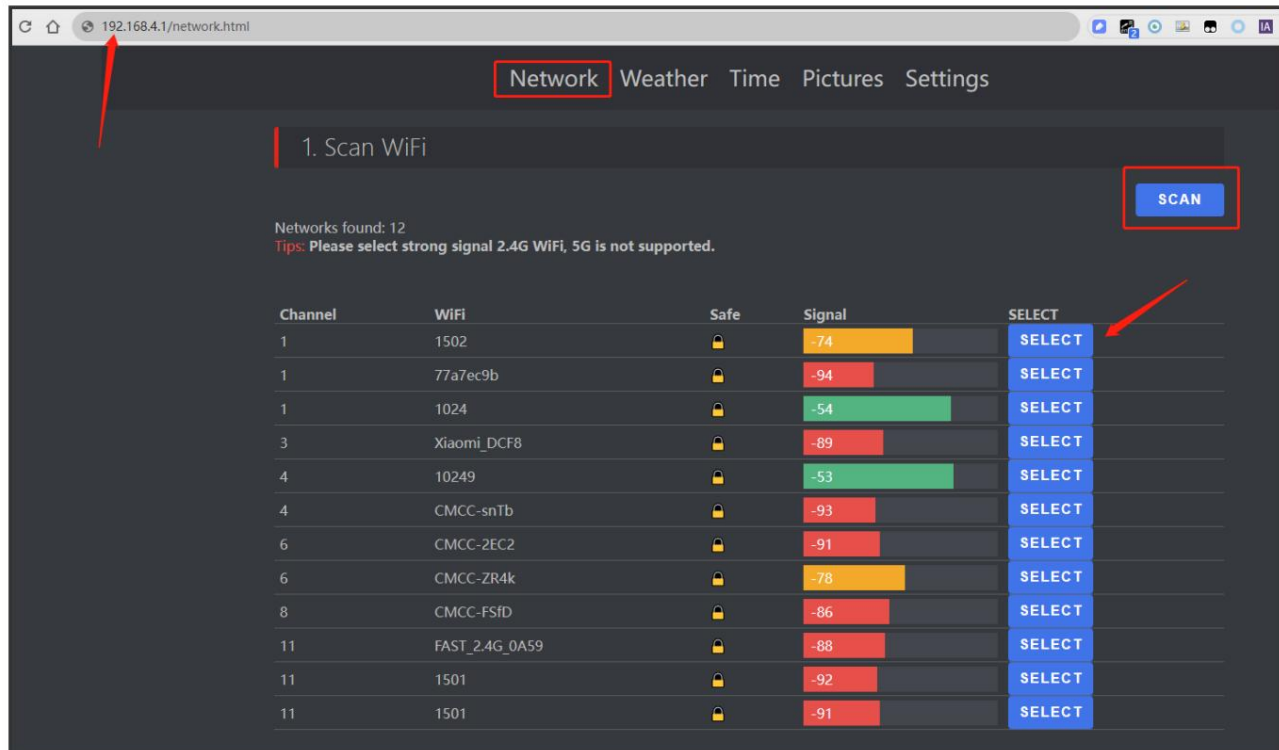 192.168.4.1/network.html
2
IA
Network Weather Time Pictures Settings
1. Scan WiFi
SCAN
Networks found: 12
Tips: Please select strong signal 2.4G WiFi, 5G is not supported.
Channel WiFi Safe Signal SELECT
1 1502 -74 SELECT
1 77a7ec9b -94 SELECT
1 1024 -54 SELECT
3 Xiaomi_DCF8 -89 SELECT
4 10249 -53 SELECT
4 CMCC-snTb -93 SELECT
6 CMCC-2EC2 -91 SELECT
6 CMCC-ZR4k -78 SELECT
8 CMCC-FSfD -86 SELECT
11 FAST_2.4G_0A59 -88 SELECT
11 1501 -92 SELECT
11 1501 -91 SELECT